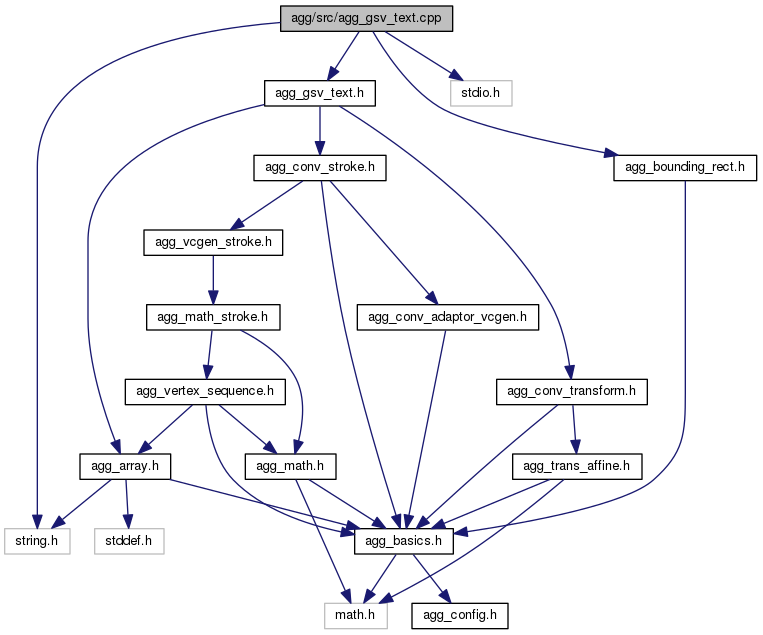 agg/src/agg_gsv_text.cpp
agg_gsv_text.h
stdio.h
agg_conv_stroke.h
agg_bounding_rect.h
agg_vcgen_stroke.h
agg_math_stroke.h
agg_conv_adaptor_vcgen.h
agg_vertex_sequence.h
agg_conv_transform.h
agg_array.h
agg_math.h
agg_trans_affine.h
string.h
stddef.h
agg_basics.h
math.h
agg_config.h